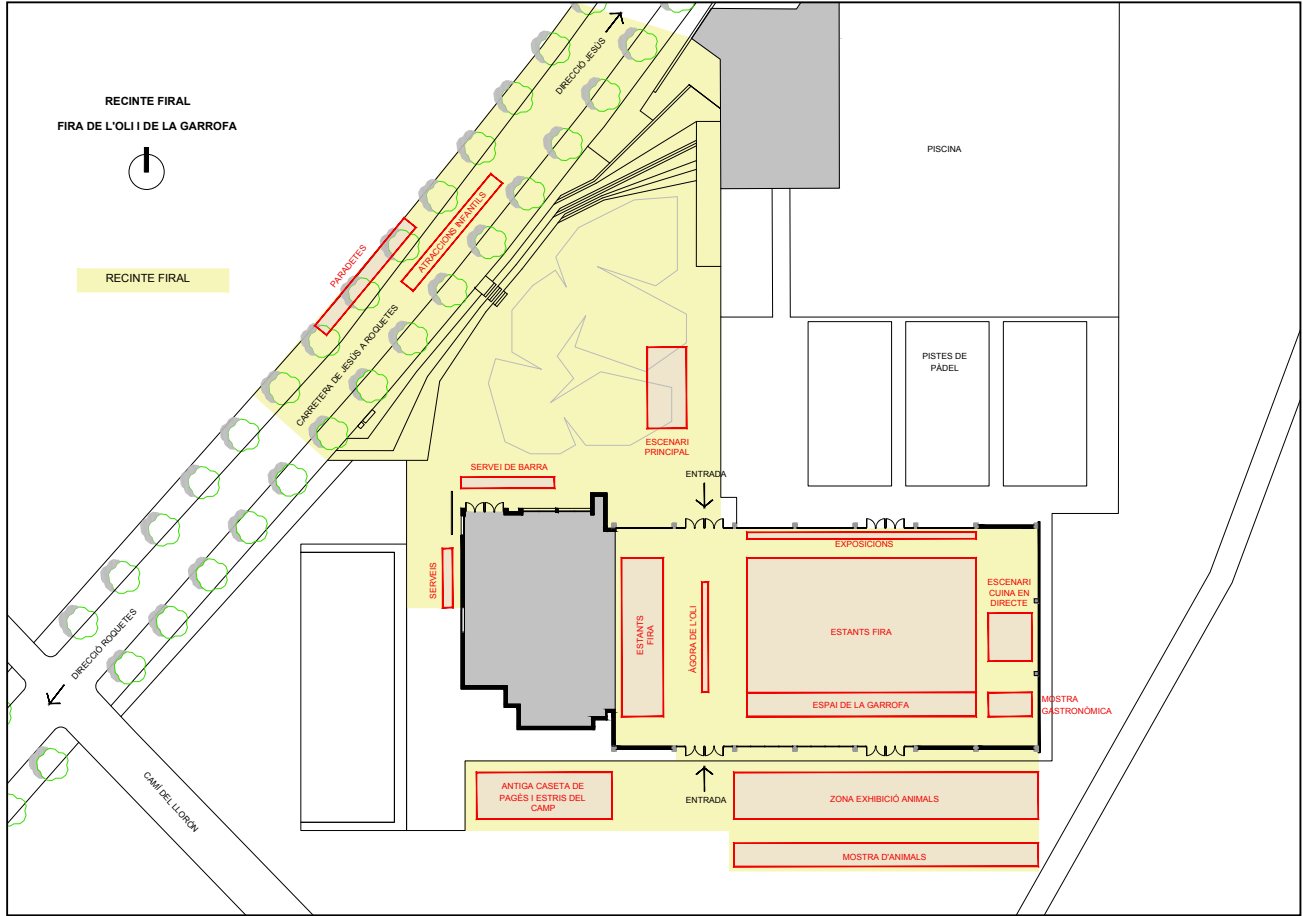 RECINTE FIRAL
FIRA DE L'OLI I DE LA GARROFA
RECINTE FIRAL
DIRECCIÓ JESÚS
PISCINA
ATRACCIONS INFANTILS
PARADETES
CARRETERA DE JESÚS A ROQUETES
PISTES DE
PÀDEL
ESCENARI
PRINCIPAL
SERVEI DE BARRA
ENTRADA
EXPOSICIONS
SERVEIS
ESTANTS
FIRA
ÀGORA DE L'OLI
ESTANTS FIRA
ESCENARI
CUINA EN
DIRECTE
DIRECCIÓ ROQUETES
ESPAI DE LA GARROFA
MOSTRA
GASTRONÒMICA
CAMÍ DEL LLORÓN
ANTIGA CASETA DE
PAGÈS I ESTRIS DEL
CAMP
ENTRADA
ZONA EXHIBICIÓ ANIMALS
MOSTRA D'ANIMALS